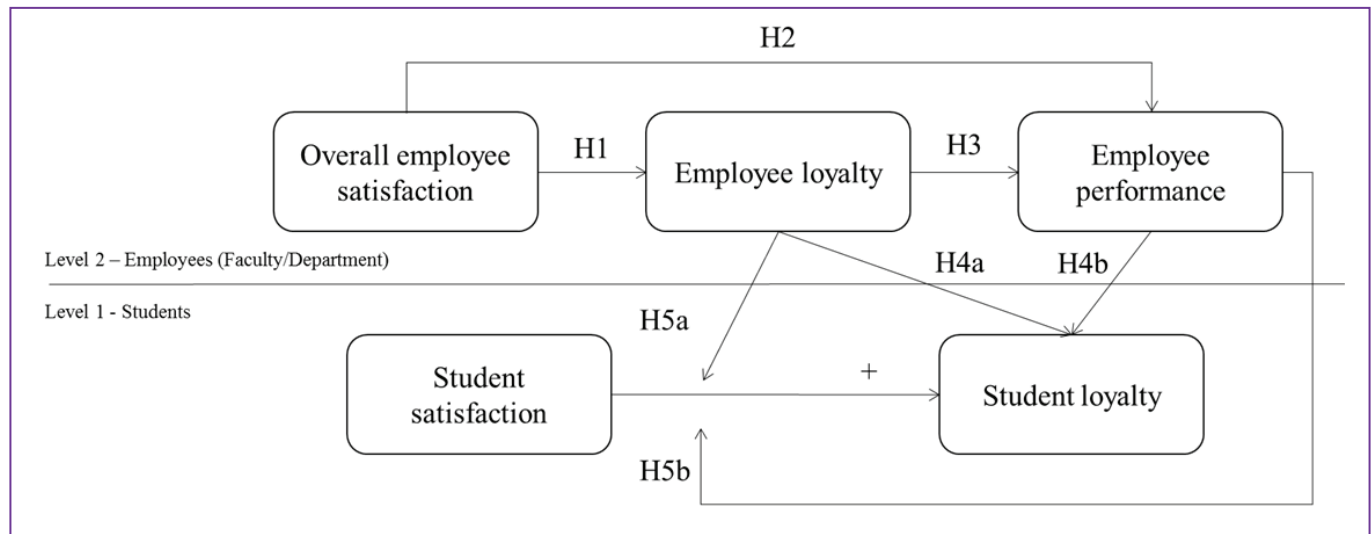 H2
Overall employee
satisfaction
H1
Employee loyalty
H3
Employee
performance
Level 2 – Employees (Faculty/Department)
H4a
H4b
Level 1 - Students
H5a
Student
satisfaction
+
Student loyalty
H5b